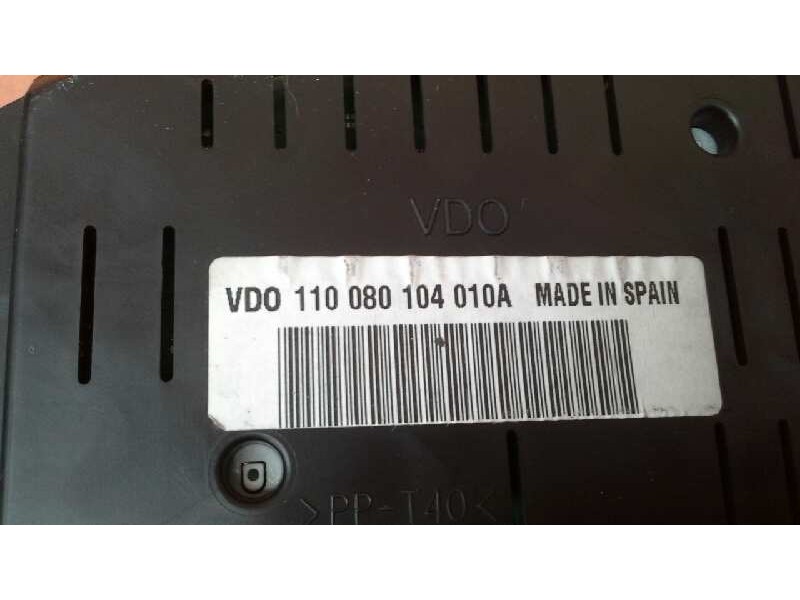 VDO
VDO 110 080 104 010A MADE IN SPAIN
>PP-T40<